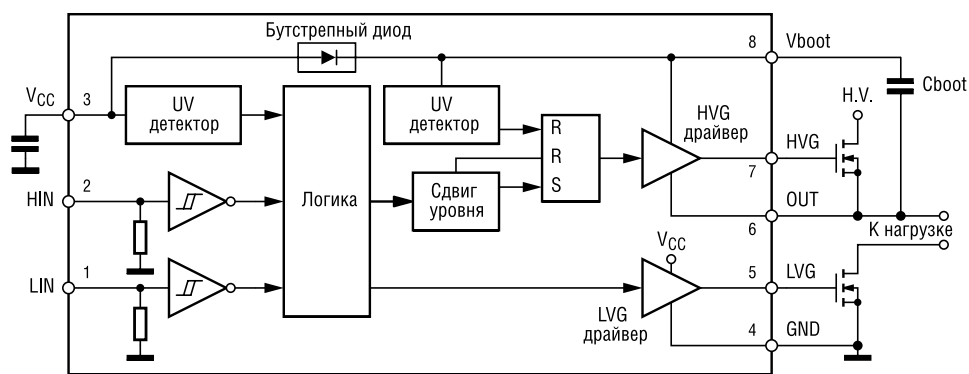 Бутстрепный диод
8 Vboot
VCC 3
UV
детектор
UV
детектор
R
R
S
HVG
драйвер
Cboot
H.V.
HVG
7
HIN 2
Логика
Сдвиг
уровня
OUT
6
К нагрузке
VCC
LIN 1
5 LVG
LVG
драйвер
4 GND